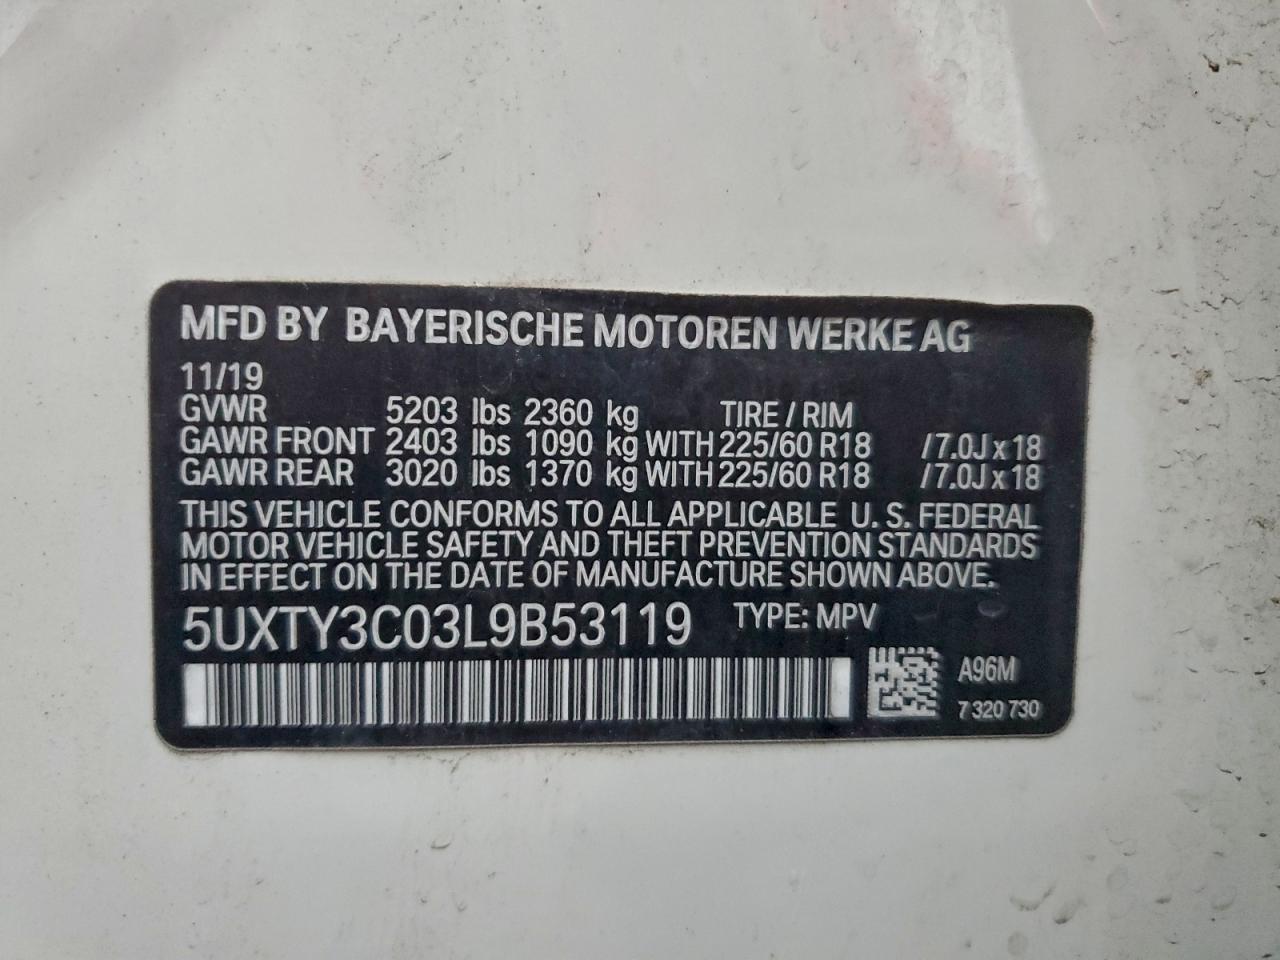 MFD BY BAYERISCHE MOTOREN WERKE AG
11/19
GVWR 5203 lbs 2360 kg TIRE / RIM
GAWR FRONT 2403 lbs 1090 kg WITH 225/60 R18 /7.0J x 18
GAWR REAR 3020 lbs 1370 kg WITH 225/60 R18 /7.0J x 18
THIS VEHICLE CONFORMS TO ALL APPLICABLE U. S. FEDERAL
MOTOR VEHICLE SAFETY AND THEFT PREVENTION STANDARDS
IN EFFECT ON THE DATE OF MANUFACTURE SHOWN ABOVE.
5UXTY3C03L9B53119 TYPE: MPV
A96M
7 320 730